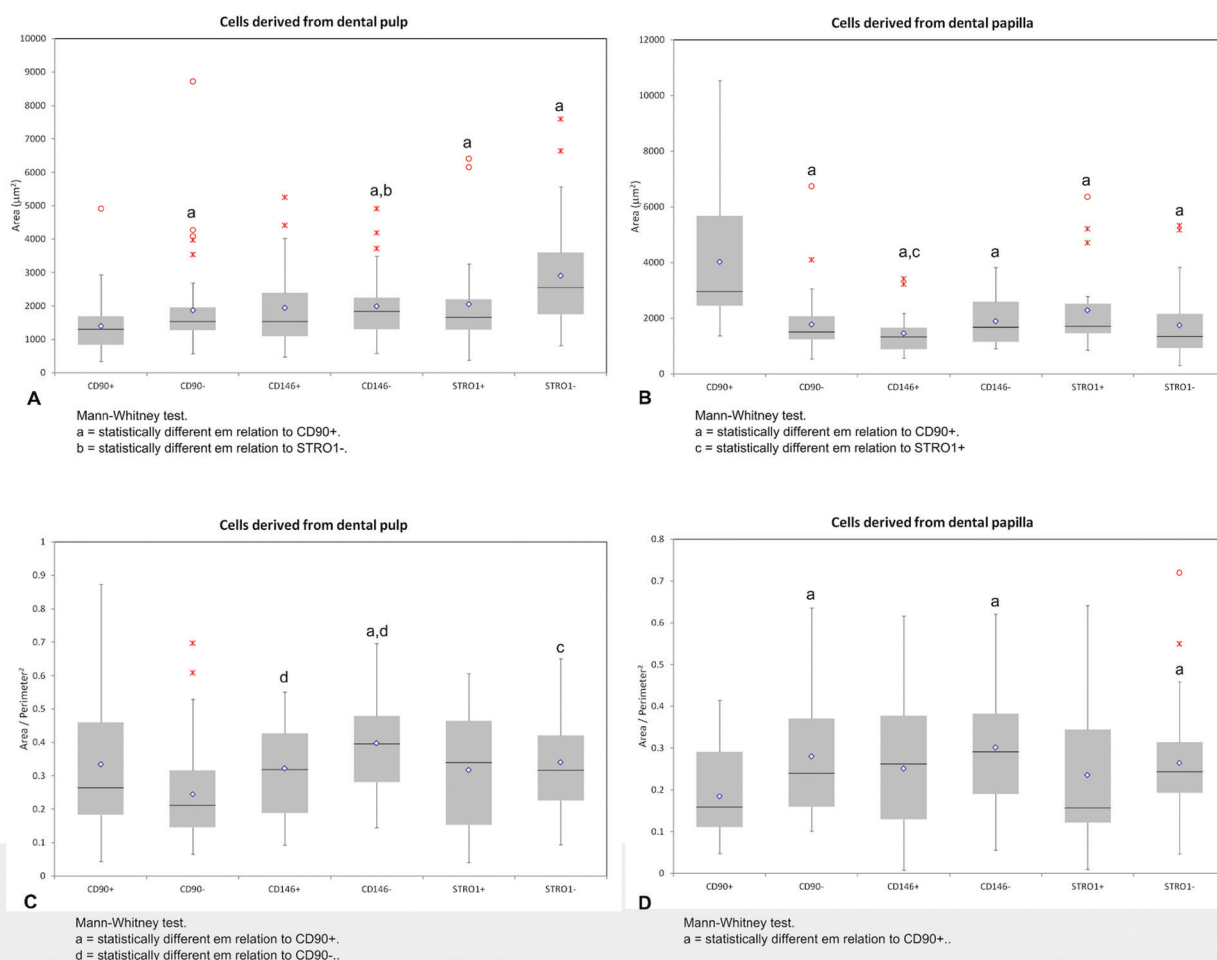 Cells derived from dental pulp
10000
9000
8000
7000
6000
5000
4000
3000
2000
1000
0
Area (µm²)
a
a
a,b
a
a
CD90+ CD90- CD146+ CD146- STRO1+ STRO1-
A
Mann-Whitney test.
a = statistically different em relation to CD90+.
b = statistically different em relation to STRO1-.
Cells derived from dental papilla
12000
10000
8000
6000
4000
2000
0
Area (µm²)
a
a,c
a
a
a
CD90+ CD90- CD146+ CD146- STRO1+ STRO1-
B
Mann-Whitney test.
a = statistically different em relation to CD90+.
c = statistically different em relation to STRO1+
Cells derived from dental pulp
1
0.9
0.8
0.7
0.6
0.5
0.4
0.3
0.2
0.1
0
Area / Perimeter²
d
a,d
c
CD90+ CD90- CD146+ CD146- STRO1+ STRO1-
C
Mann-Whitney test.
a = statistically different em relation to CD90+.
d = statistically different em relation to CD90-..
Cells derived from dental papilla
0.8
0.7
0.6
0.5
0.4
0.3
0.2
0.1
0
Area / Perimeter²
a
a
a
CD90+ CD90- CD146+ CD146- STRO1+ STRO1-
D
Mann-Whitney test.
a = statistically different em relation to CD90+..